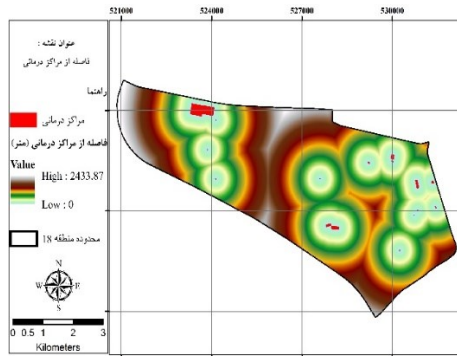 521000 524000 527000 530000
عنوان نقشه :
فاصله از مراکز درمانی
راهنما
مراکز درمانی
فاصله از مراکز درمانی (متر)
Value
High : 2433.87
Low : 0
محدوده منطقه 18
N
W E
S
0 0.5 1 2 3
Kilometers